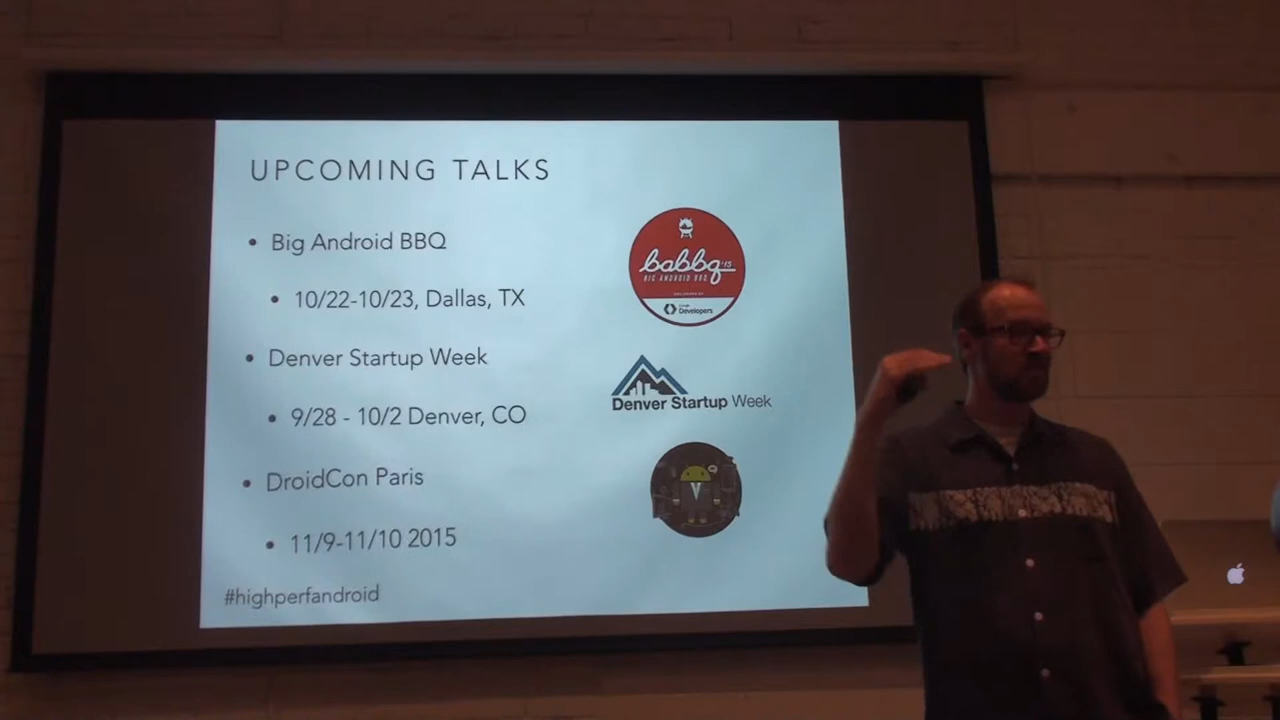 UPCOMING TALKS
• Big Android BBQ
• 10/22-10/23, Dallas, TX
• Denver Startup Week
• 9/28 - 10/2 Denver, CO
• DroidCon Paris
• 11/9-11/10 2015
#highperfandroid
babbq '15
BIG ANDROID BBQ
Developers
Denver Startup Week